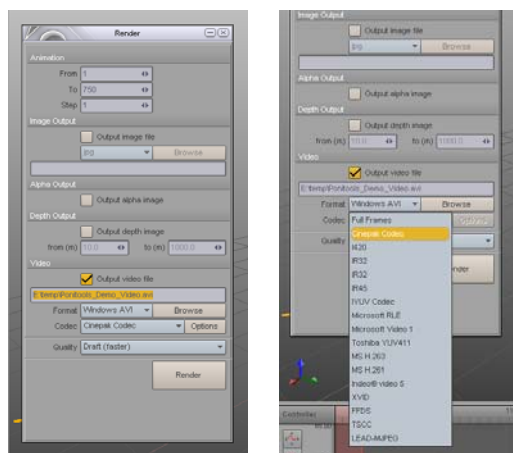 Render
Animation
From 1
To 750
Step 1
Image Output
Output image file
jpg
Browse
Alpha Output
Output alpha image
Depth Output
Output depth image
from (m) 10.0 to (m) 1000.0
Video
Output video file
E:\temp\Ponitools_Demo_Video.avi
Format Windows AVI Browse
Codec Cinepak Codec Options
Quality Draft (faster)
Render
Image Output
Output image file
jpg Browse
Alpha Output
Output alpha image
Depth Output
Output depth image
from (m) 10.0 to (m) 1000.0
Video
Output video file
E:\temp\Ponitools_Demo_Video.avi
Format Windows AVI Browse
Codec Full Frames Options
Cinepak Codec
Quality
I420
IR32
IR32
IR45
IYUV Codec
Microsoft RLE
Microsoft Video 1
Toshiba YUV411
MS H.263
MS H.261
Indeo® video 5
XVID
FFDS
TSCC
LEAD-MJPEG
Controller